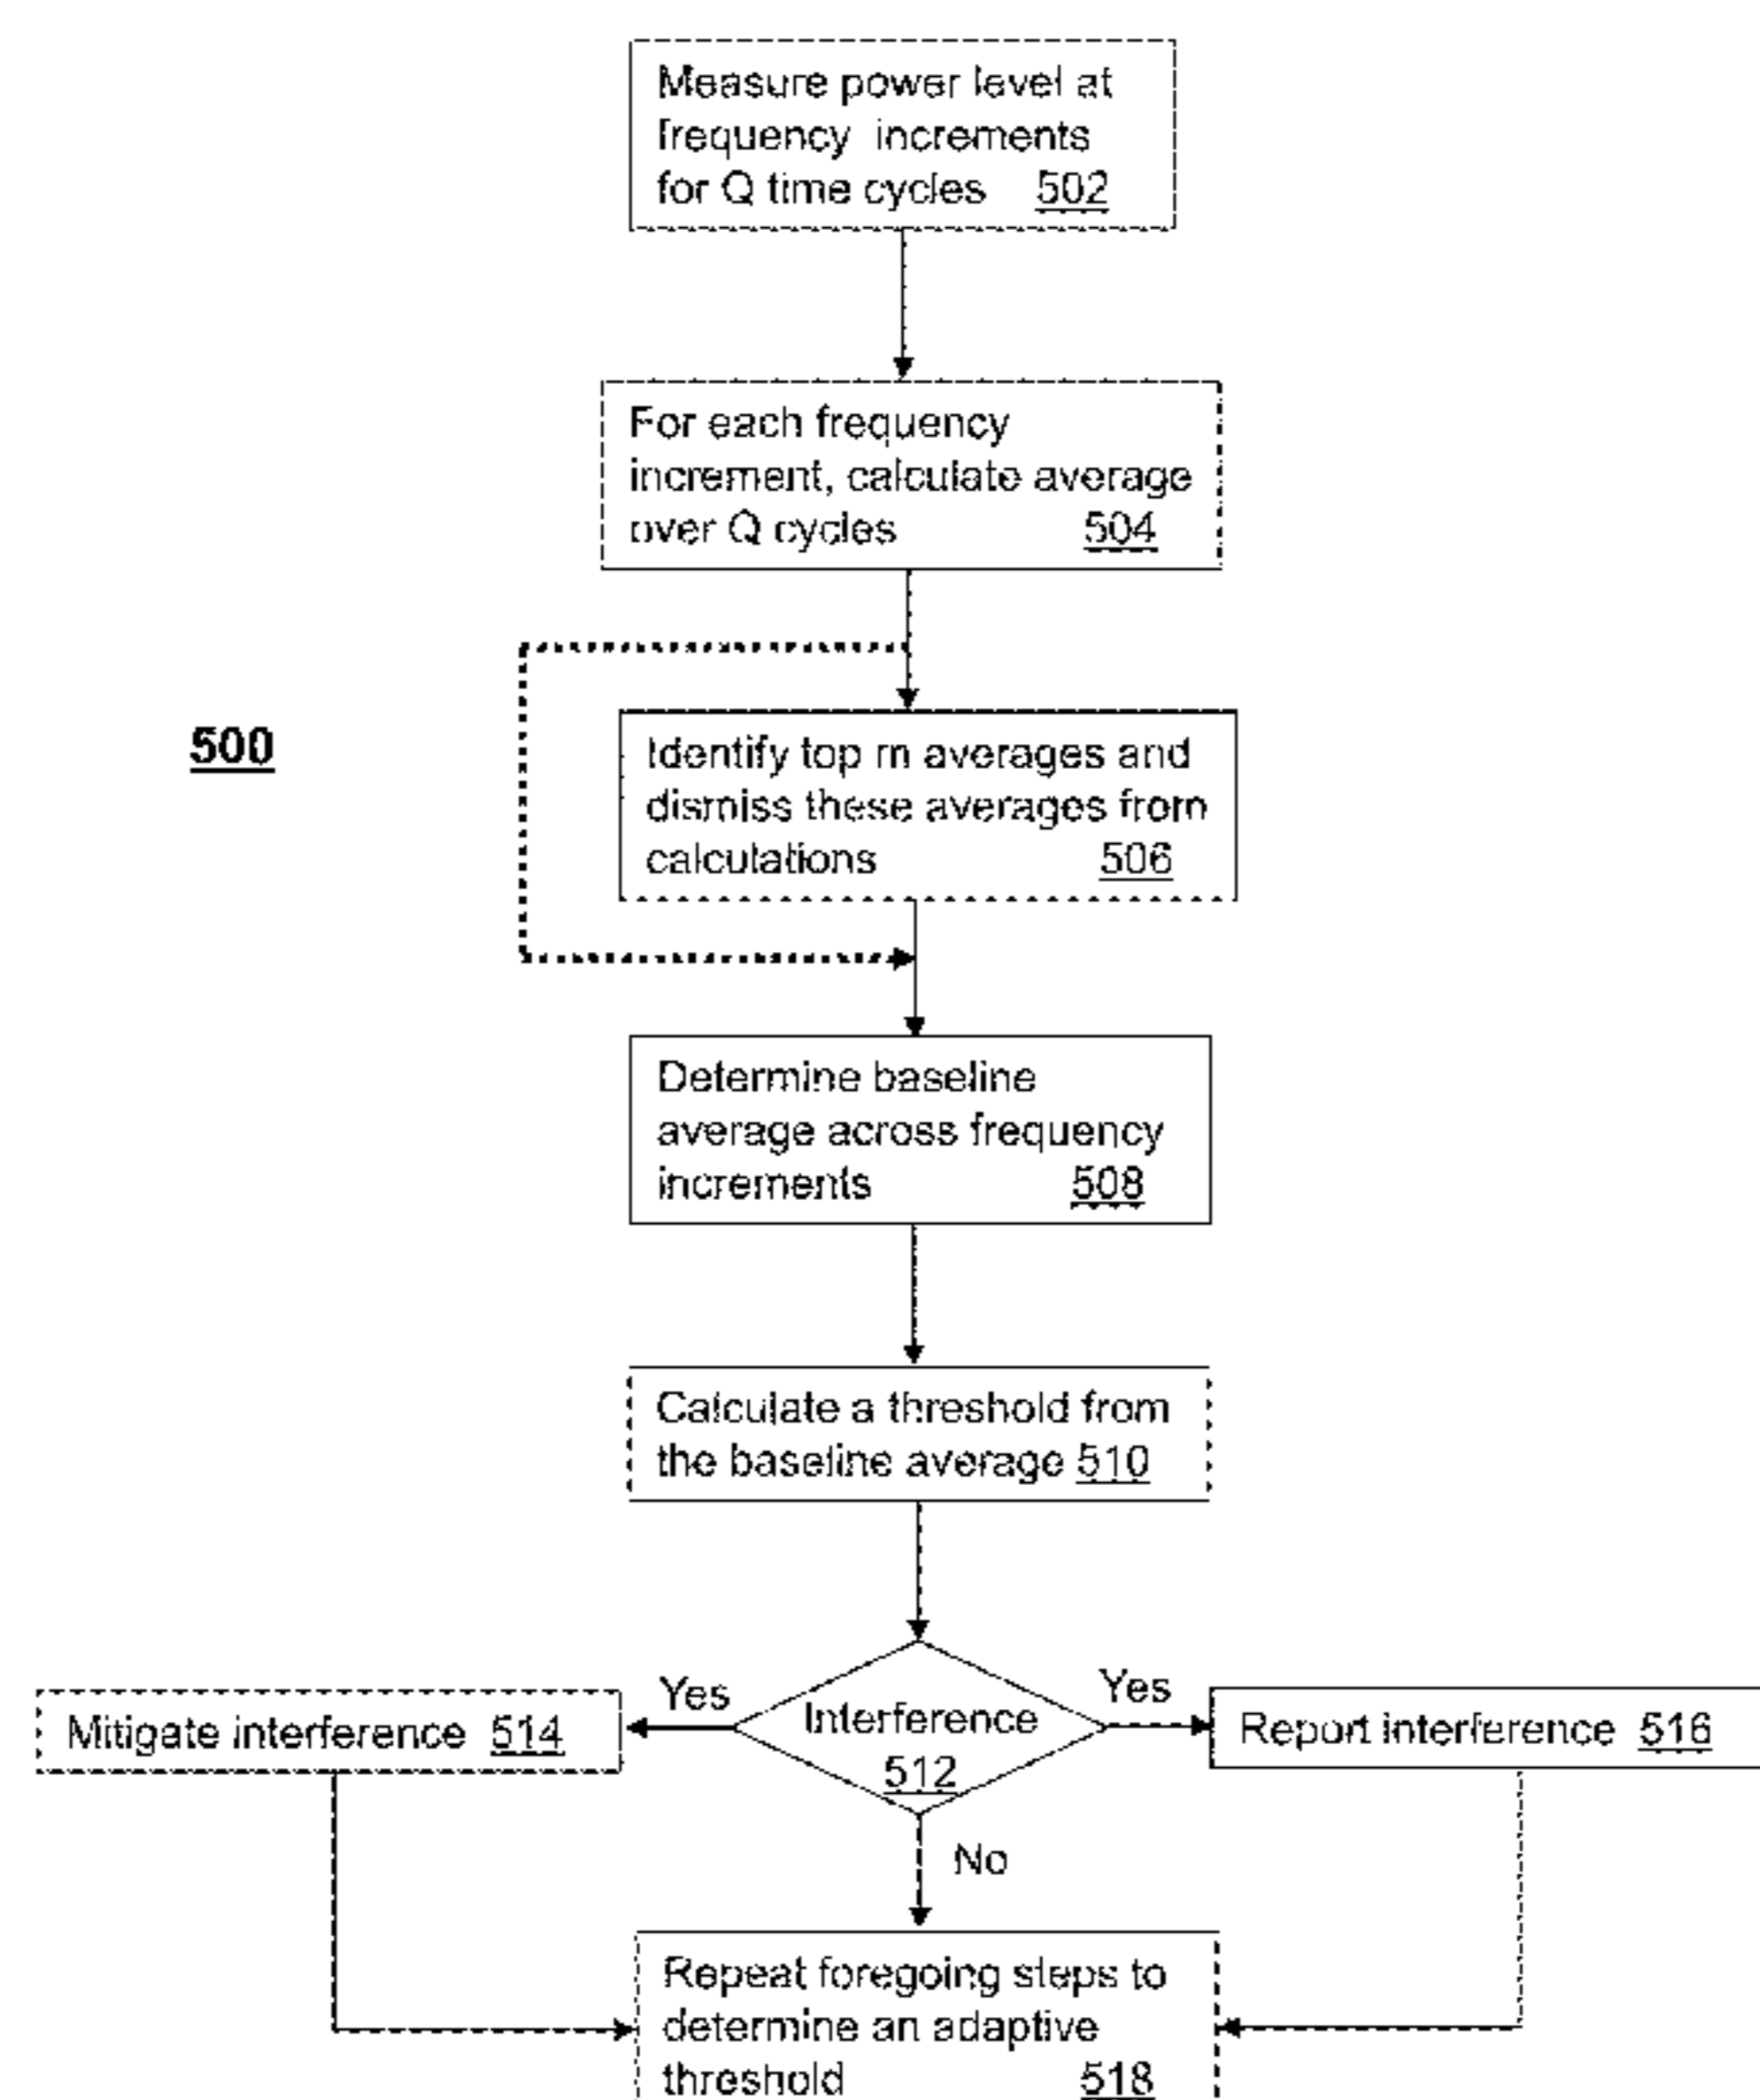 Measure power level at
frequency increments
for Q time cycles 502
For each frequency
increment, calculate average
over Q cycles 504
500
Identify top m averages and
dismiss these averages from
calculations 506
Determine baseline
average across frequency
increments 508
Calculate a threshold from
the baseline average 510
Yes
Yes
Mitigate interference 514
Interference
512
Report interference 516
No
Repeat foregoing steps to
determine an adaptive
threshold 518